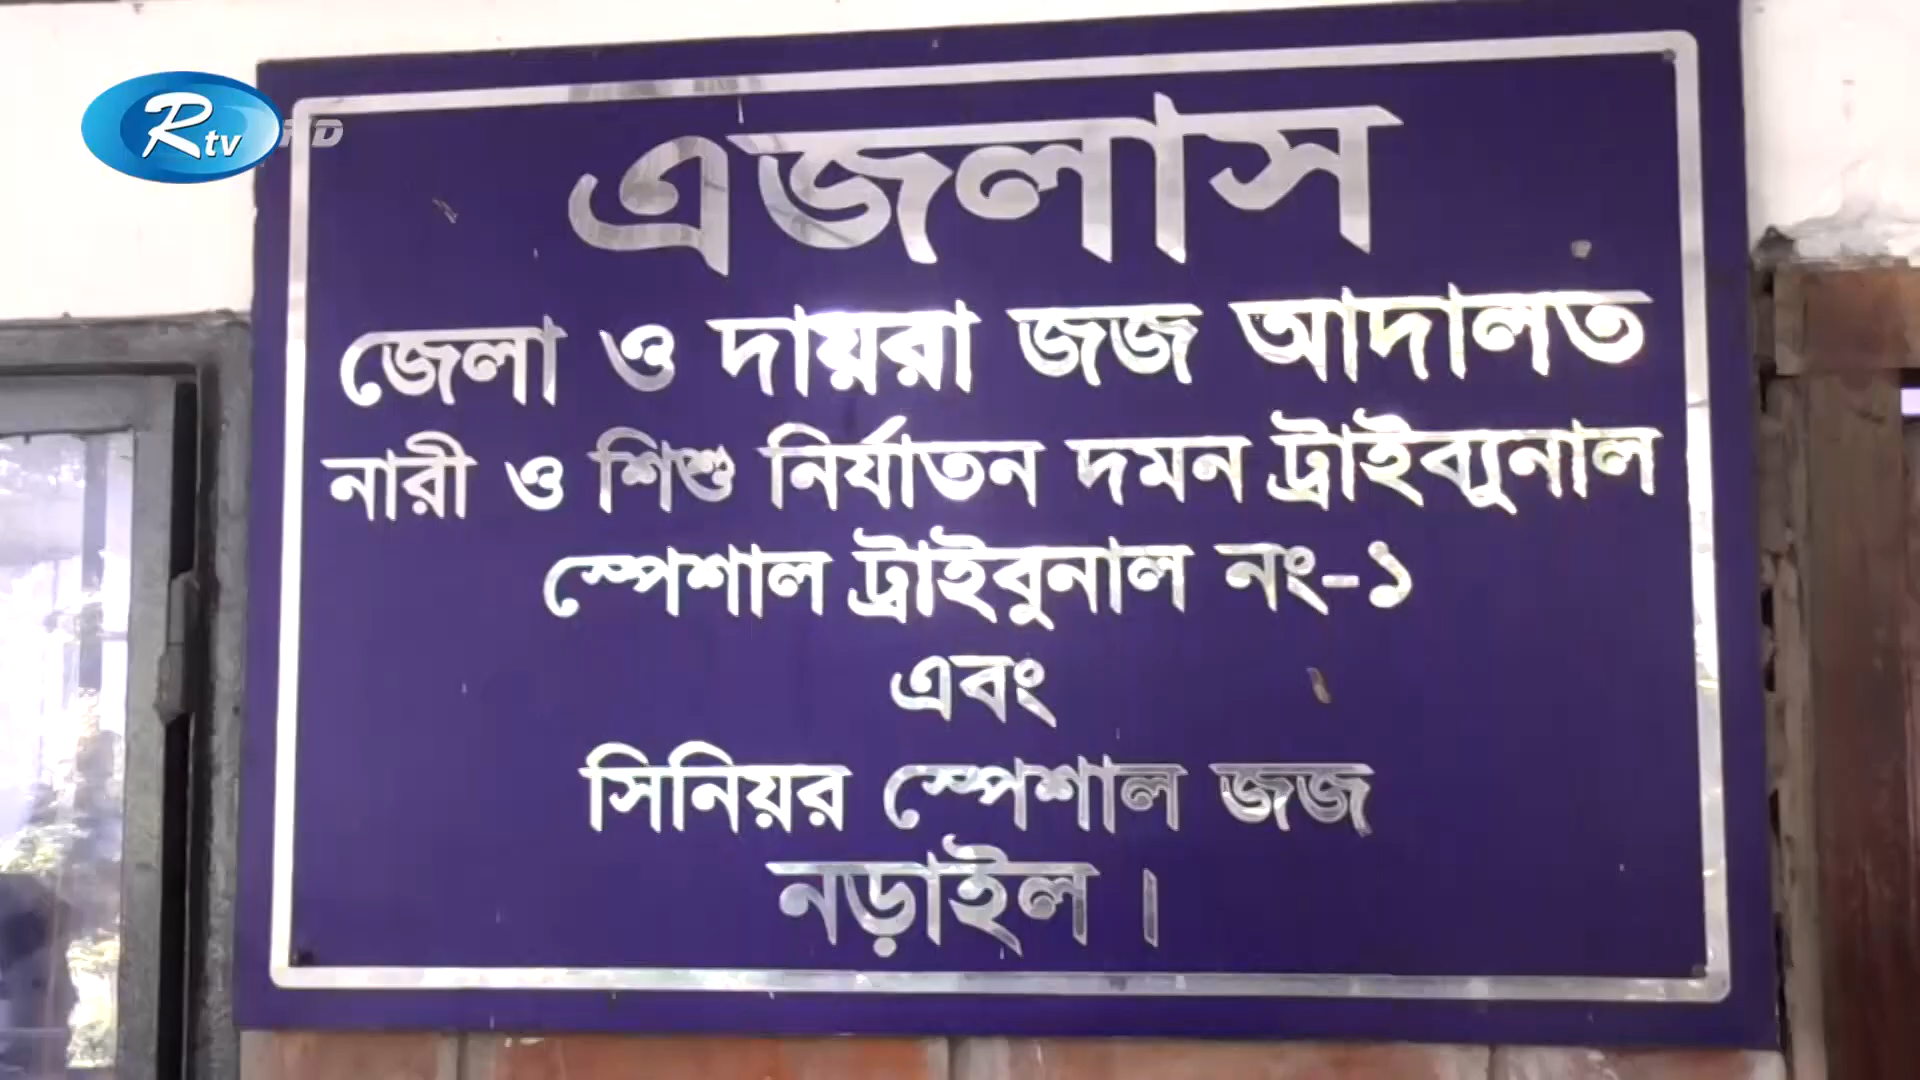 Rtv HD
এজলাস
জেলা ও দায়রা জজ আদালত
নারী ও শিশু নির্যাতন দমন ট্রাইব্যুনাল
স্পেশাল ট্রাইবুনাল নং-১
এবং
সিনিয়র স্পেশাল জজ
নড়াইল।